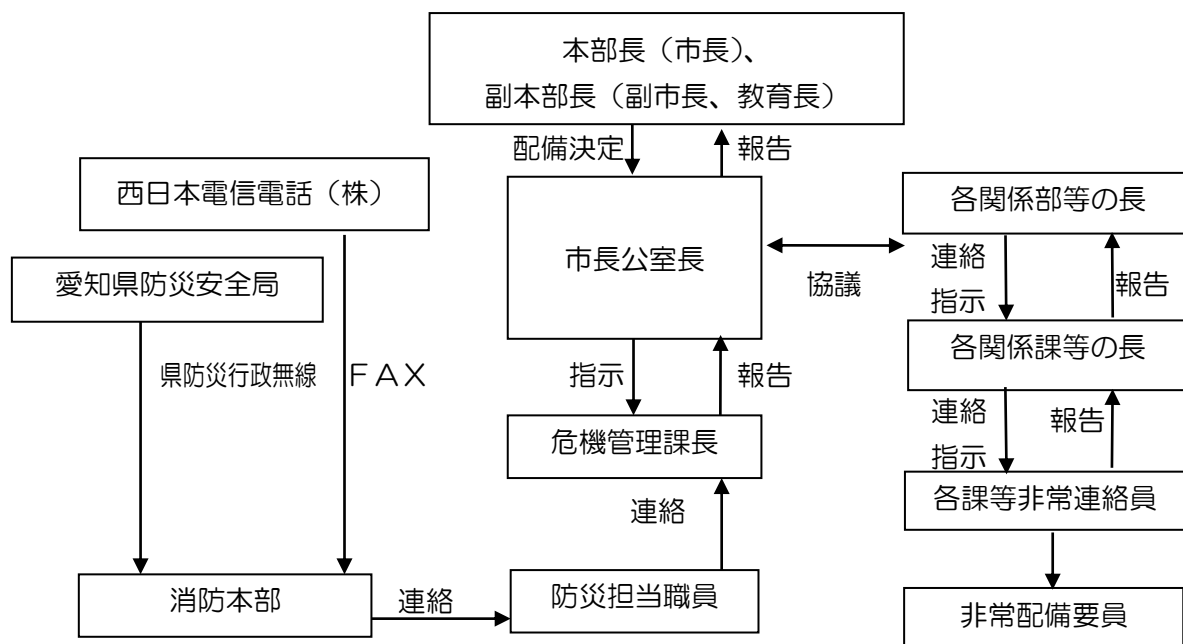 本部長（市長）、
副本部長（副市長、教育長）
配備決定
報告
西日本電信電話（株）
愛知県防災安全局
県防災行政無線
ＦＡＸ
市長公室長
協議
各関係部等の長
連絡
指示
報告
各関係課等の長
指示
報告
危機管理課長
連絡
指示
報告
各課等非常連絡員
連絡
消防本部
連絡
防災担当職員
非常配備要員